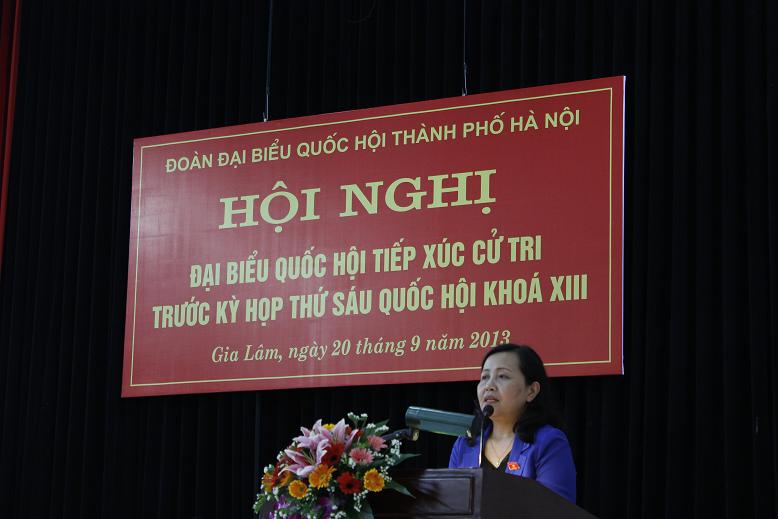 ĐOÀN ĐẠI BIỂU QUỐC HỘI THÀNH PHỐ HÀ NỘI
HỘI NGHỊ
ĐẠI BIỂU QUỐC HỘI TIẾP XÚC CỬ TRI
TRƯỚC KỲ HỌP THỨ SÁU QUỐC HỘI KHOÁ XIII
Gia Lâm, ngày 20 tháng 9 năm 2013